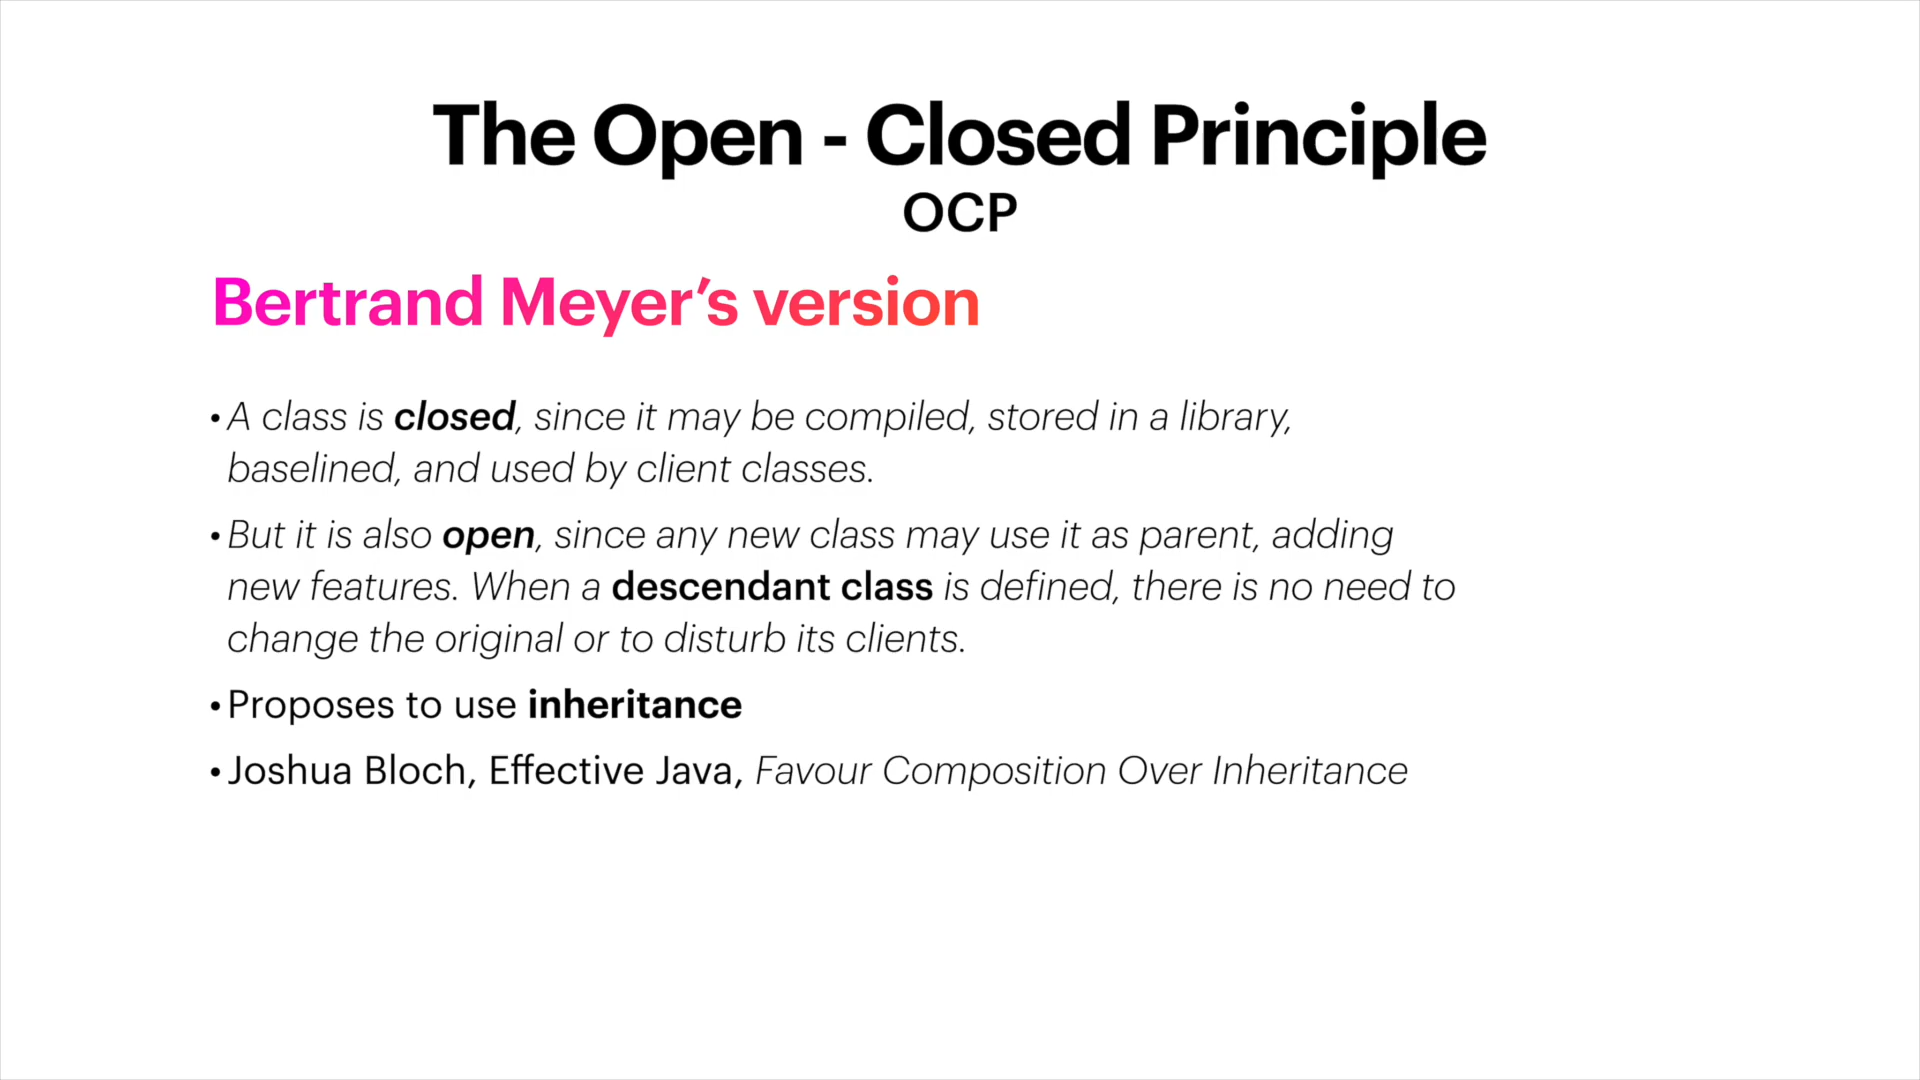 The Open - Closed Principle
OCP
Bertrand Meyer’s version
• A class is closed, since it may be compiled, stored in a library,
baselined, and used by client classes.
• But it is also open, since any new class may use it as parent, adding
new features. When a descendant class is defined, there is no need to
change the original or to disturb its clients.
• Proposes to use inheritance
• Joshua Bloch, Effective Java, Favour Composition Over Inheritance